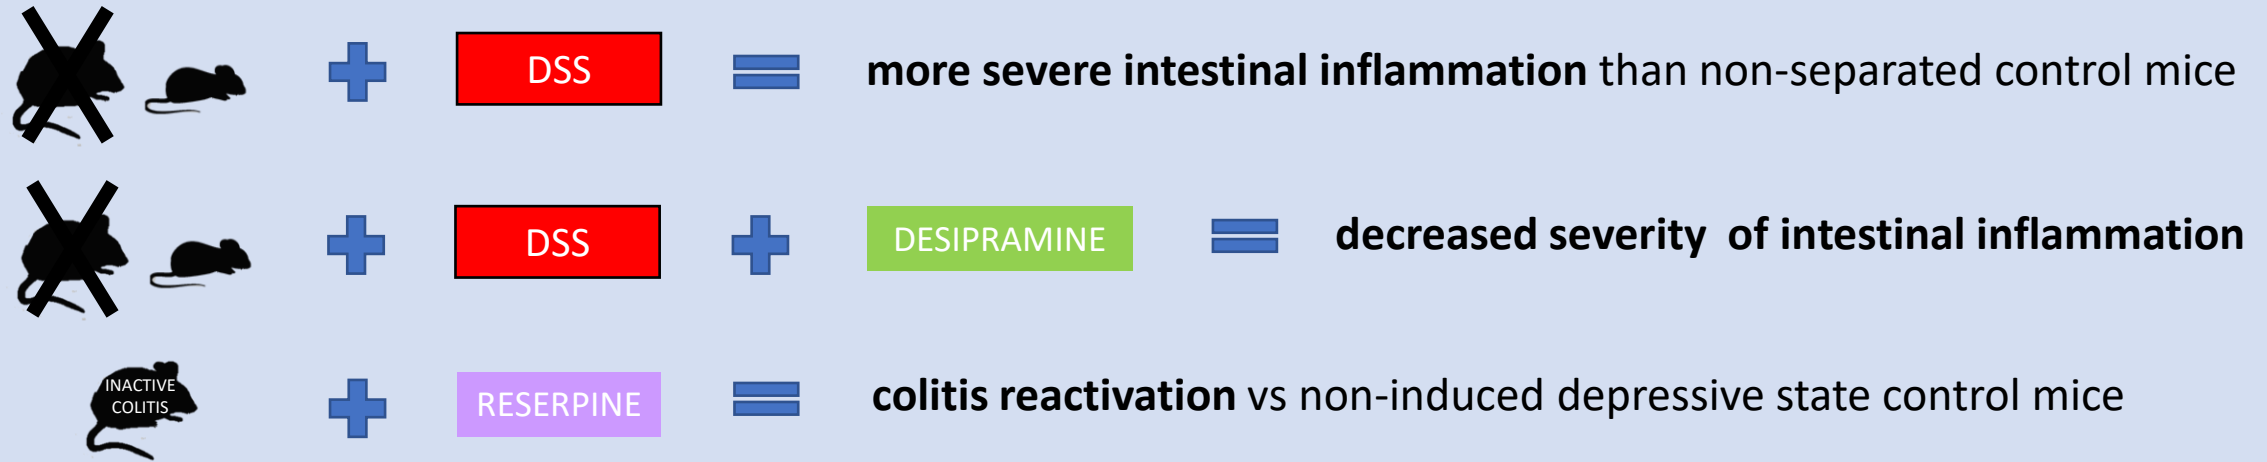 DSS more severe intestinal inflammation than non-separated control mice
DSS DESIPRAMINE decreased severity  of intestinal inflammation
INACTIVE
COLITIS
RESERPINE colitis reactivation vs non-induced depressive state control mice